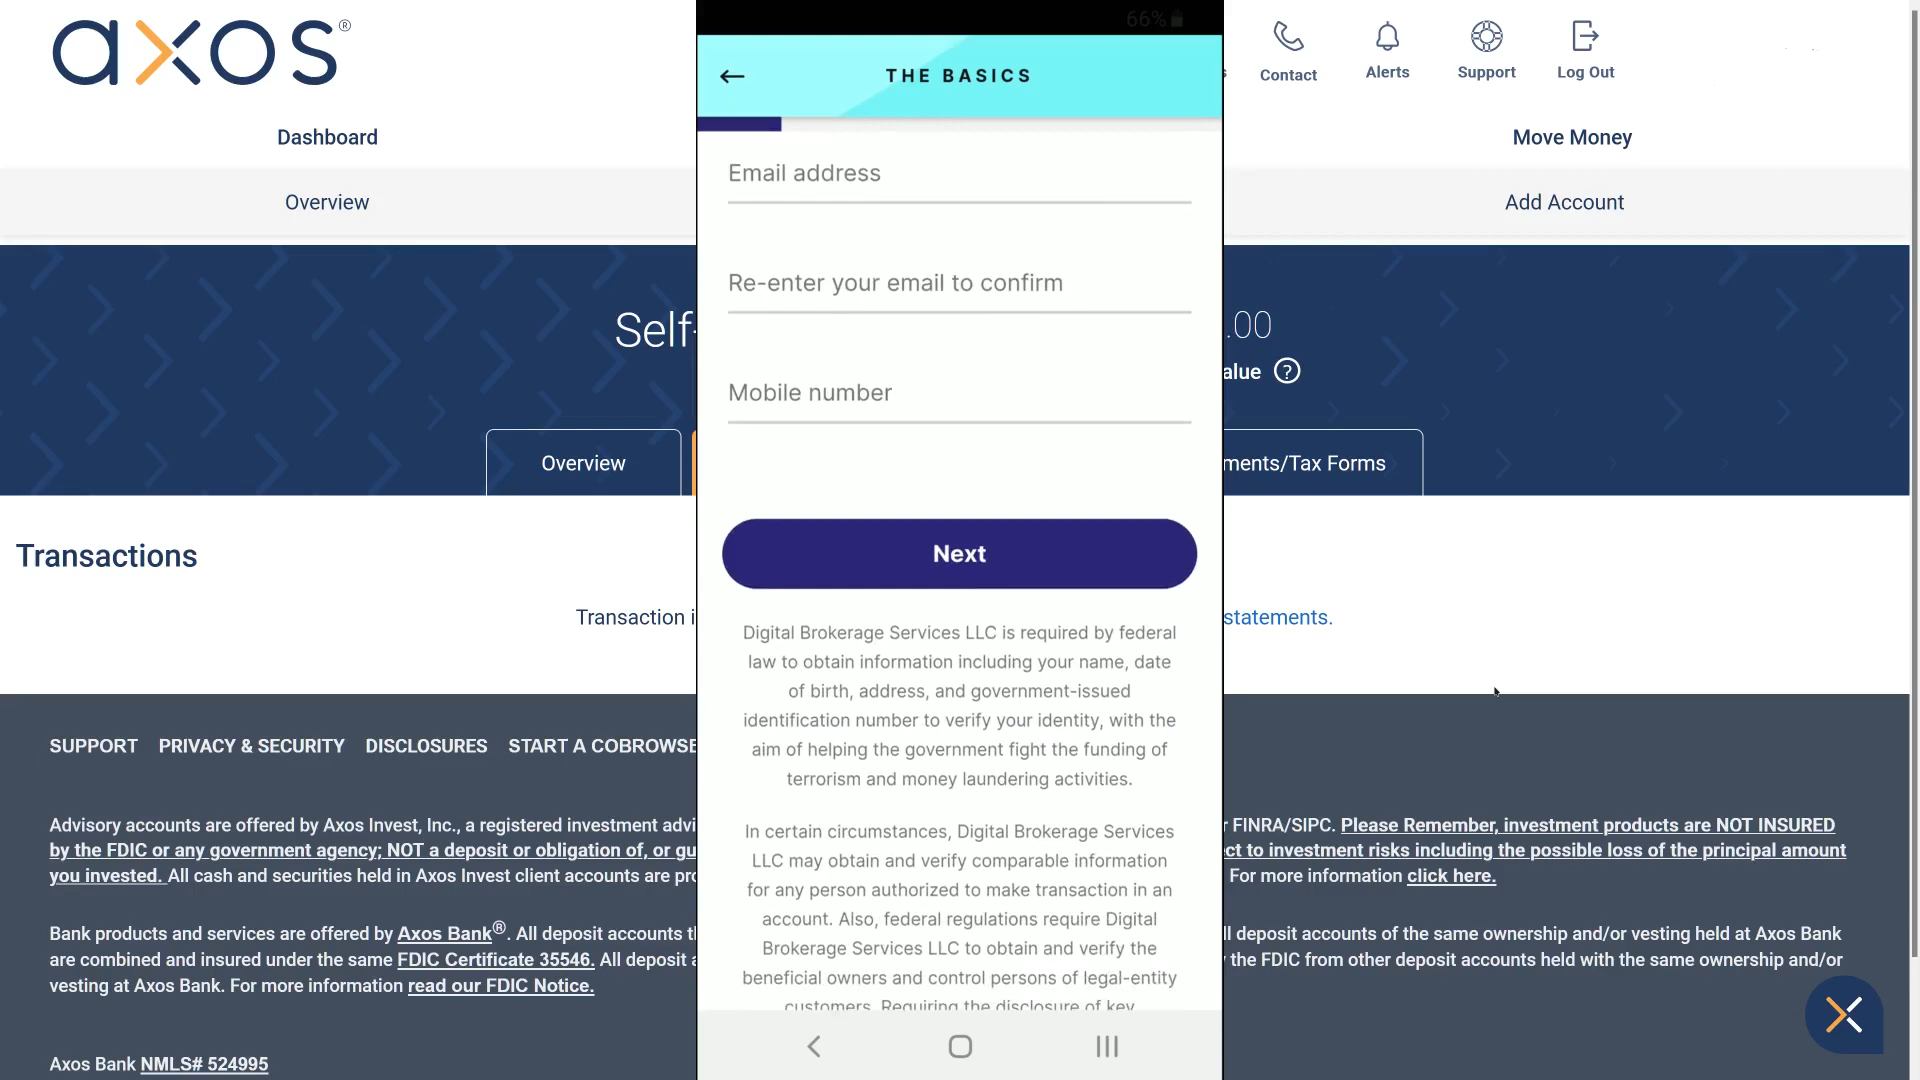 axos®
66%
THE BASICS
Contact
Alerts
Support
Log Out
Dashboard
Move Money
Email address
Overview
Add Account
Re-enter your email to confirm
Self-
.00
alue ?
Mobile number
Overview
ments/Tax Forms
Next
Transactions
Transaction i
statements.
Digital Brokerage Services LLC is required by federal
law to obtain information including your name, date
of birth, address, and government-issued
identification number to verify your identity, with the
aim of helping the government fight the funding of
terrorism and money laundering activities.
SUPPORT PRIVACY & SECURITY DISCLOSURES START A COBROWSE
In certain circumstances, Digital Brokerage Services
LLC may obtain and verify comparable information
for any person authorized to make transaction in an
account. Also, federal regulations require Digital
Brokerage Services LLC to obtain and verify the
beneficial owners and control persons of legal-entity
customers. Requiring the disclosure of key
Advisory accounts are offered by Axos Invest, Inc., a registered investment advi
r FINRA/SIPC. Please Remember, investment products are NOT INSURED
by the FDIC or any government agency; NOT a deposit or obligation of, or gu
ct to investment risks including the possible loss of the principal amount
you invested. All cash and securities held in Axos Invest client accounts are pro
For more information click here.
Bank products and services are offered by Axos Bank®. All deposit accounts t
ll deposit accounts of the same ownership and/or vesting held at Axos Bank
are combined and insured under the same FDIC Certificate 35546. All deposit a
y the FDIC from other deposit accounts held with the same ownership and/or
vesting at Axos Bank. For more information read our FDIC Notice.
Axos Bank NMLS# 524995